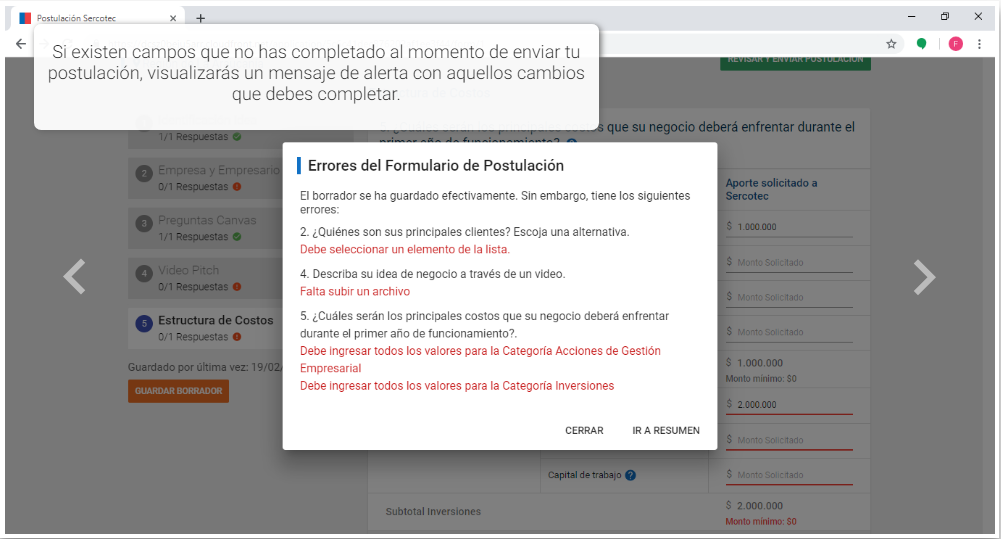 Postulación Sercotec
Si existen campos que no has completado al momento de enviar tu
postulación, visualizarás un mensaje de alerta con aquellos cambios
que debes completar.
F
REVISAR Y ENVIAR POSTULACIÓN
1/1 Respuestas
2 Empresa y Empresario
0/1 Respuestas
3 Preguntas Canvas
1/1 Respuestas
4 Video Pitch
0/1 Respuestas
5 Estructura de Costos
0/1 Respuestas
Guardado por última vez: 19/02/
GUARDAR BORRADOR
que su negocio deberá enfrentar durante el
Errores del Formulario de Postulación
El borrador se ha guardado efectivamente. Sin embargo, tiene los siguientes
errores:
2. ¿Quiénes son sus principales clientes? Escoja una alternativa.
Debe seleccionar un elemento de la lista.
4. Describa su idea de negocio a través de un video.
Falta subir un archivo
5. ¿Cuáles serán los principales costos que su negocio deberá enfrentar
durante el primer año de funcionamiento?.
Debe ingresar todos los valores para la Categoría Acciones de Gestión
Empresarial
Debe ingresar todos los valores para la Categoría Inversiones
CERRAR IR A RESUMEN
Aporte solicitado a
Sercotec
$ 1.000.000
$ Monto Solicitado
$ Monto Solicitado
$ Monto Solicitado
$ 1.000.000
Monto mínimo: $0
$ 2.000.000
$ Monto Solicitado
Capital de trabajo ? $ Monto Solicitado
Subtotal Inversiones $ 2.000.000
Monto mínimo: $0